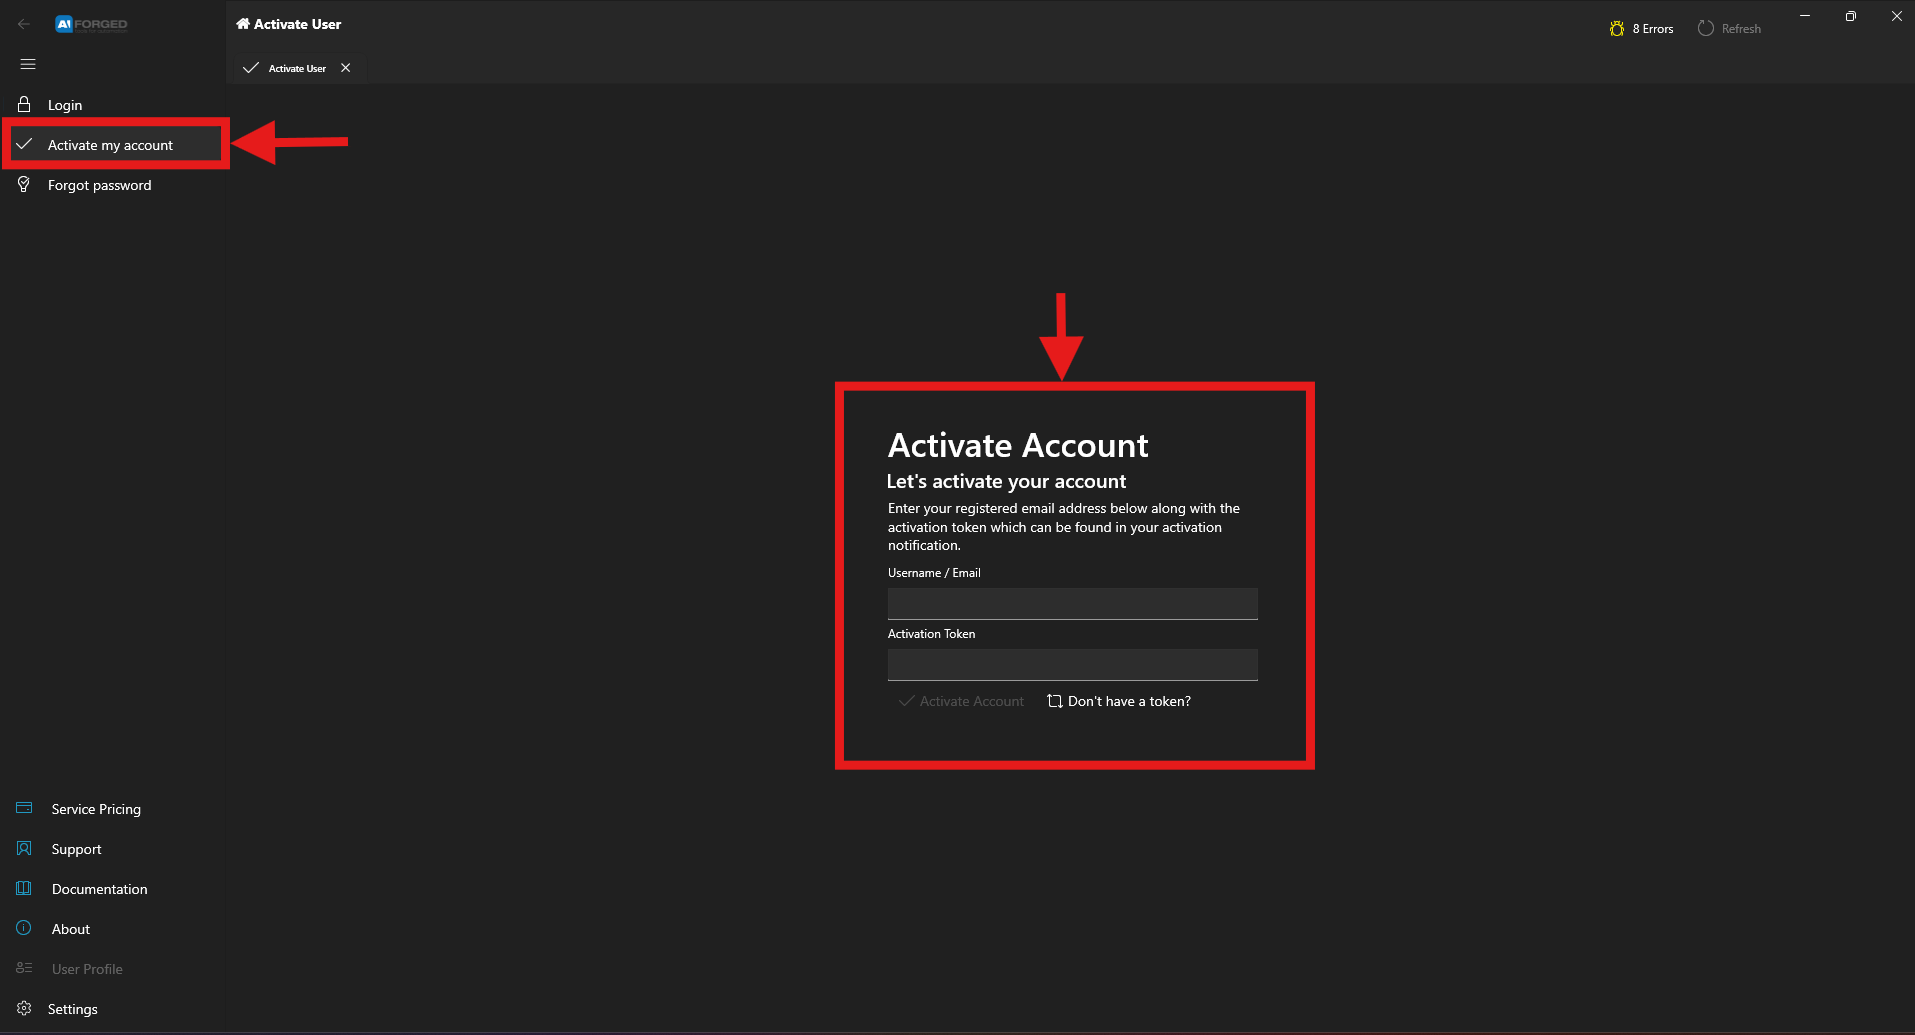 AI FORGED
Activate User
8 Errors
Refresh
Activate User
Login
Activate my account
Forgot password
Activate Account
Let's activate your account
Enter your registered email address below along with the
activation token which can be found in your activation
notification.
Username / Email
Activation Token
Activate Account
Don't have a token?
Service Pricing
Support
Documentation
About
User Profile
Settings